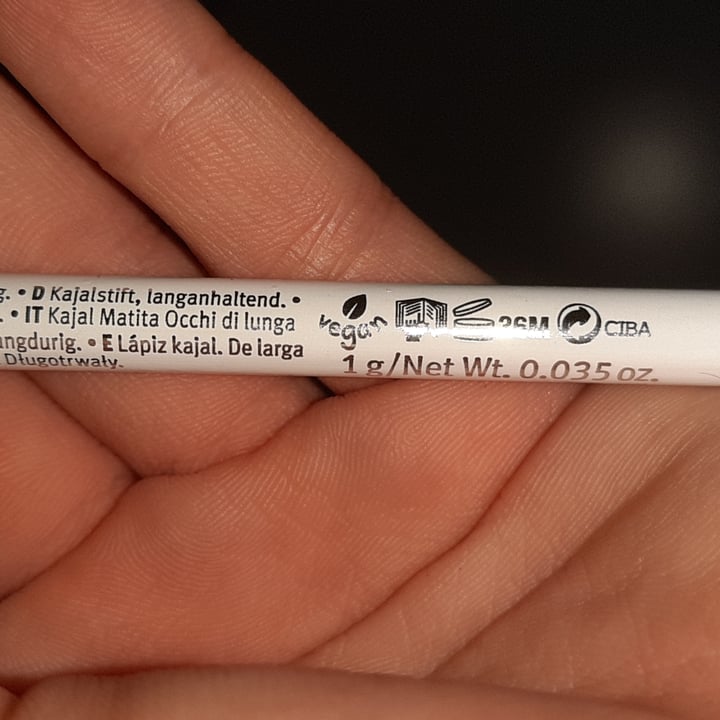 g. • D Kajalstift, langanhaltend. •
. • IT Kajal Matita Occhi di lunga
angdurig. • E Lápiz kajal. De larga
Długotrwały.
vegan
36M
CTBA
1 g/Net Wt. 0.035 oz.